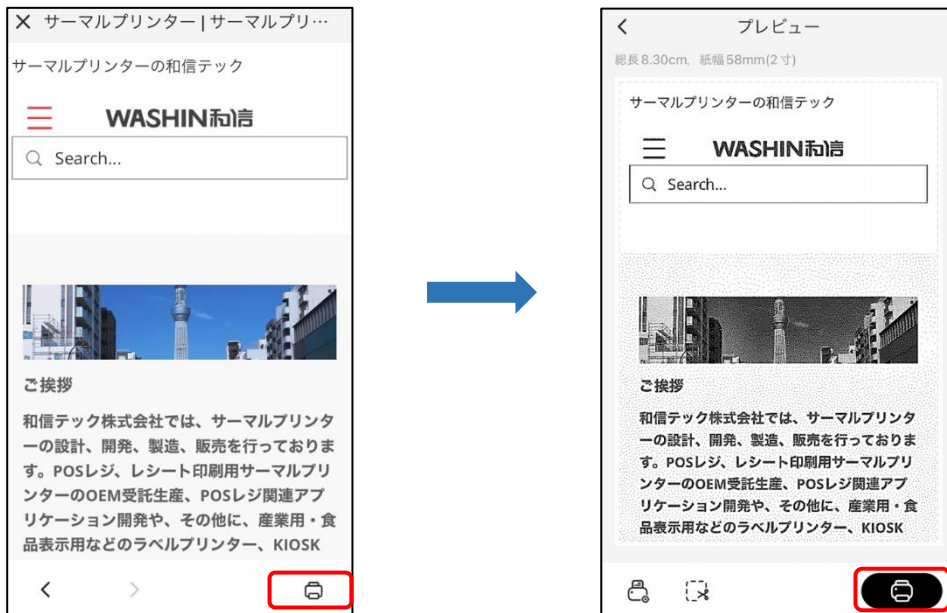 ✕ サーマルプリンター | サーマルプリ…
サーマルプリンターの和信テック
WASHIN和信
Search...
ご挨拶
和信テック株式会社では、サーマルプリンタ
ーの設計、開発、製造、販売を行っておりま
す。POSレジ、レシート印刷用サーマルプリ
ンターのOEM受託生産、POSレジ関連アプ
リケーション開発や、その他に、産業用・食
品表示用などのラベルプリンター、KIOSK
プレビュー
総長8.30cm, 紙幅58mm(2寸)
サーマルプリンターの和信テック
WASHIN和信
Search...
ご挨拶
和信テック株式会社では、サーマルプリンタ
ーの設計、開発、製造、販売を行っておりま
す。POSレジ、レシート印刷用サーマルプリ
ンターのOEM受託生産、POSレジ関連アプ
リケーション開発や、その他に、産業用・食
品表示用などのラベルプリンター、KIOSK